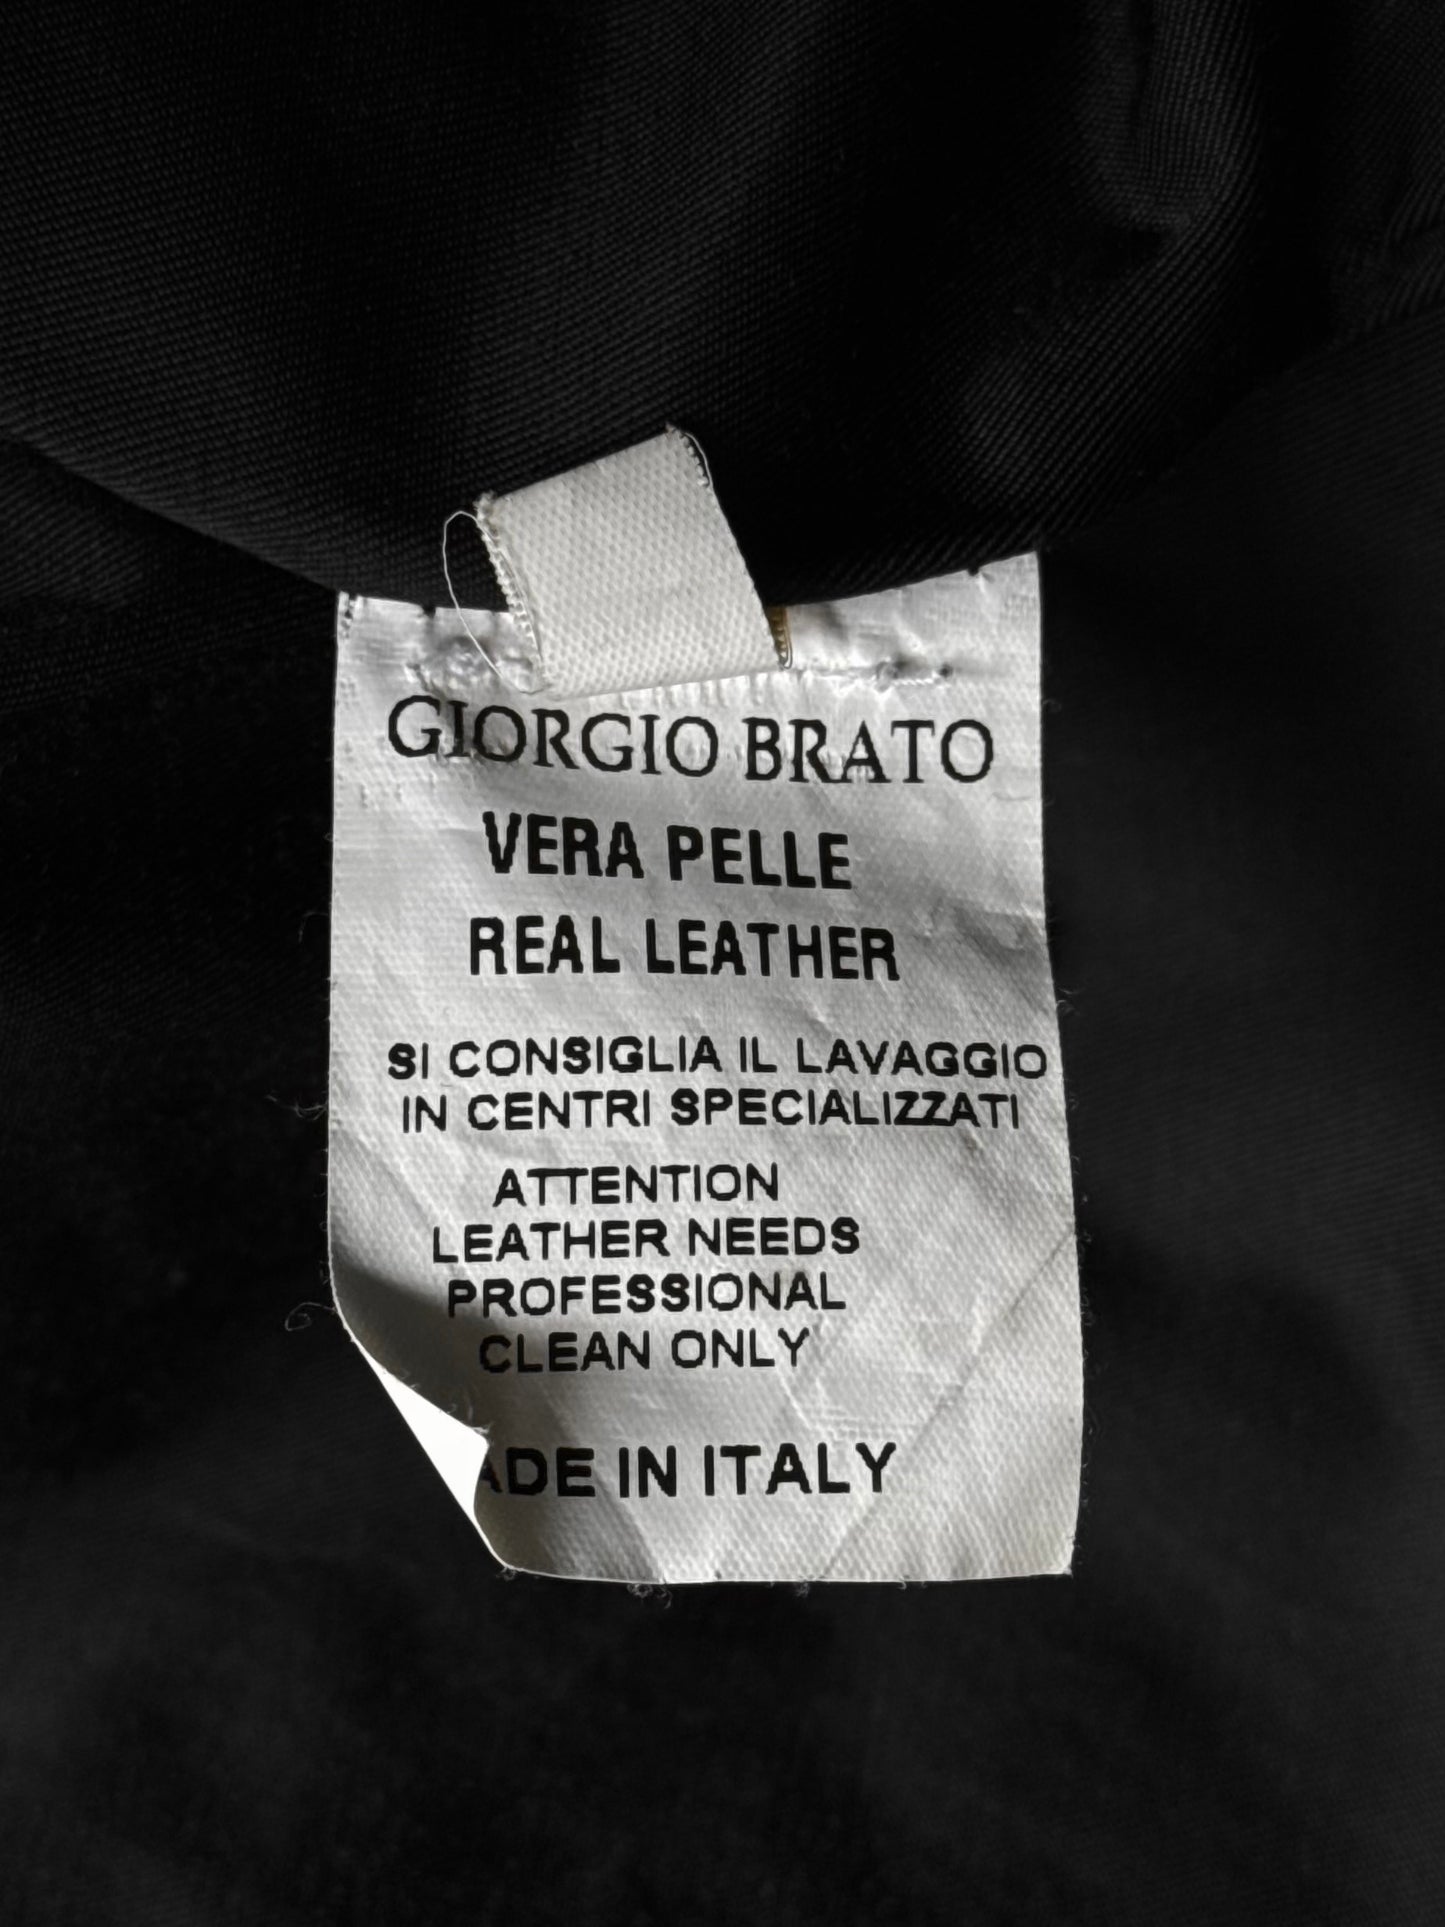 GIORGIO BRATO
VERA PELLE
REAL LEATHER
SI CONSIGLIA IL LAVAGGIO
IN CENTRI SPECIALIZZATI
ATTENTION
LEATHER NEEDS
PROFESSIONAL
CLEAN ONLY
ADE IN ITALY